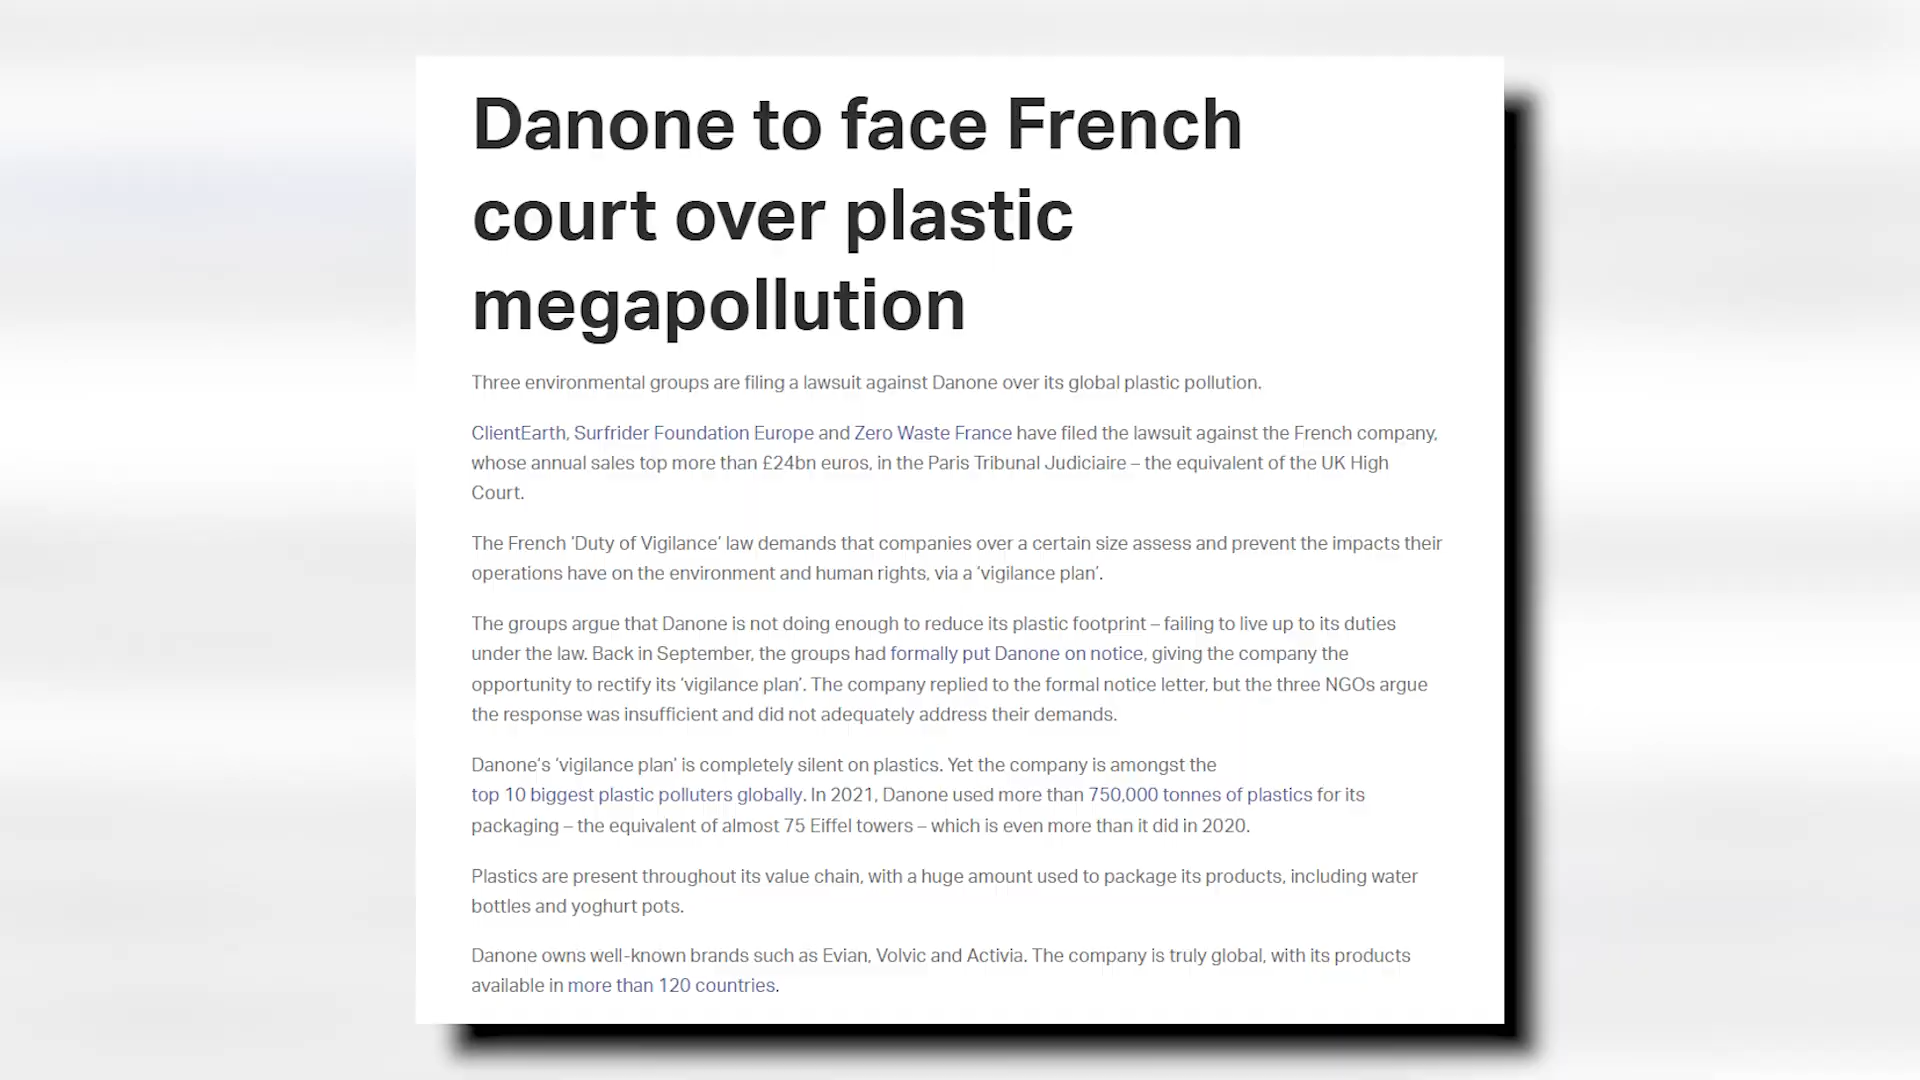 Danone to face French
court over plastic
megapollution
Three environmental groups are filing a lawsuit against Danone over its global plastic pollution.
ClientEarth, Surfrider Foundation Europe and Zero Waste France have filed the lawsuit against the French company,
whose annual sales top more than £24bn euros, in the Paris Tribunal Judiciaire – the equivalent of the UK High
Court.
The French ‘Duty of Vigilance’ law demands that companies over a certain size assess and prevent the impacts their
operations have on the environment and human rights, via a ‘vigilance plan’.
The groups argue that Danone is not doing enough to reduce its plastic footprint – failing to live up to its duties
under the law. Back in September, the groups had formally put Danone on notice, giving the company the
opportunity to rectify its ‘vigilance plan’. The company replied to the formal notice letter, but the three NGOs argue
the response was insufficient and did not adequately address their demands.
Danone’s ‘vigilance plan’ is completely silent on plastics. Yet the company is amongst the
top 10 biggest plastic polluters globally. In 2021, Danone used more than 750,000 tonnes of plastics for its
packaging – the equivalent of almost 75 Eiffel towers – which is even more than it did in 2020.
Plastics are present throughout its value chain, with a huge amount used to package its products, including water
bottles and yoghurt pots.
Danone owns well-known brands such as Evian, Volvic and Activia. The company is truly global, with its products
available in more than 120 countries.